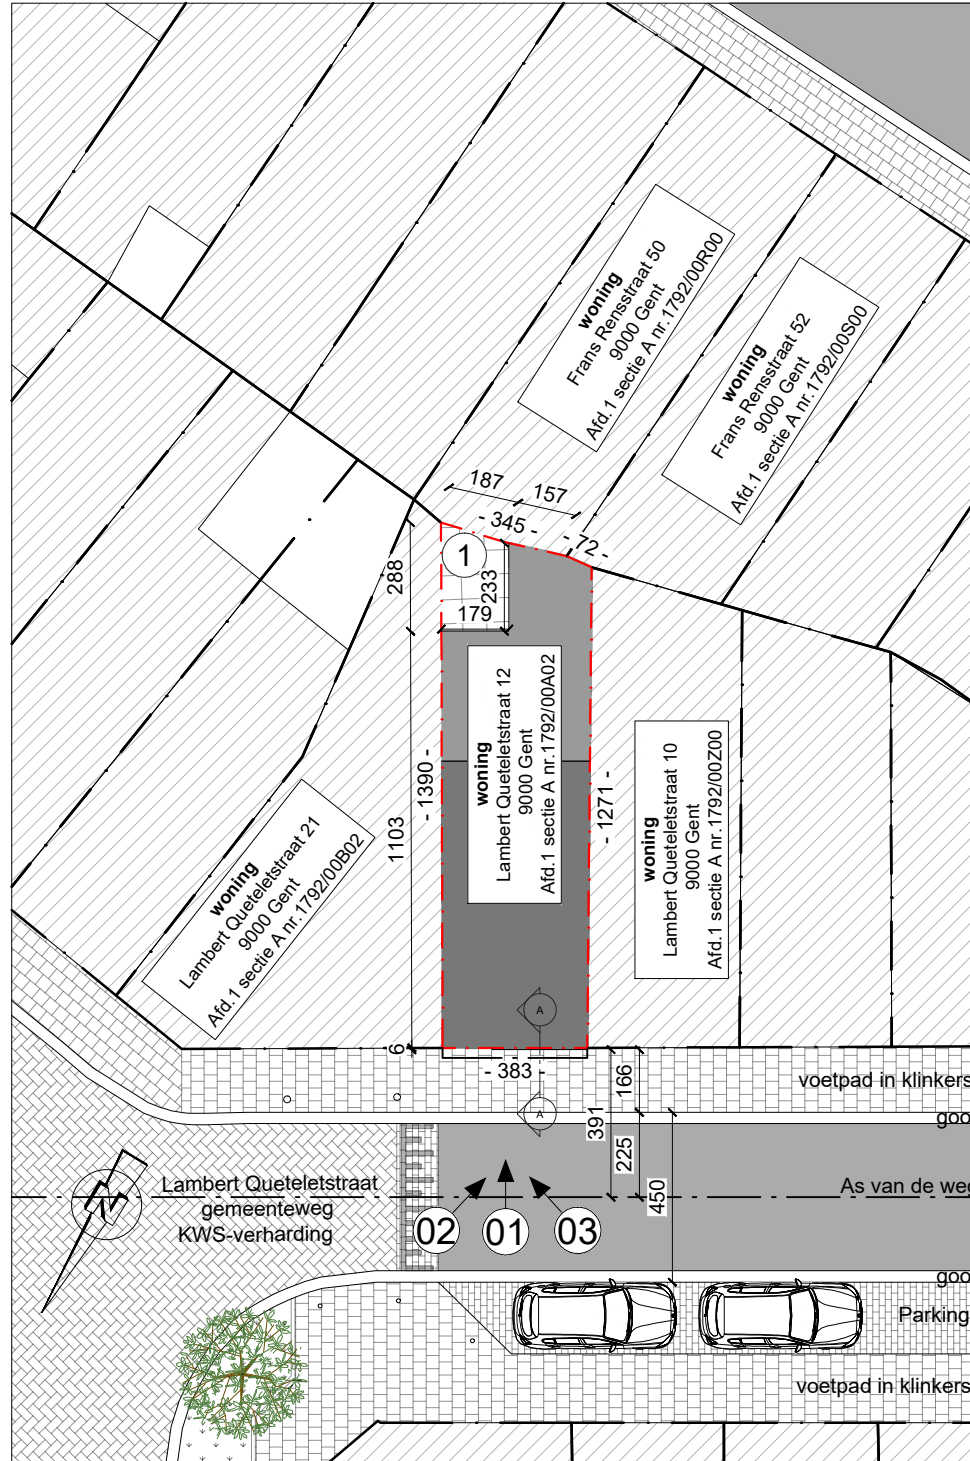 woning
Frans Rensstraat 50
9000 Gent
Afd.1 sectie A nr.1792/00R00
woning
Frans Rensstraat 52
9000 Gent
Afd.1 sectie A nr.1792/00S00
187
157
- 345 -
- 72 -
1
288
233
179
woning
Lambert Queteletstraat 12
9000 Gent
Afd.1 sectie A nr.1792/00A02
- 1390 -
1103
- 1271 -
woning
Lambert Queteletstraat 10
9000 Gent
Afd.1 sectie A nr.1792/00Z00
woning
Lambert Queteletstraat 21
9000 Gent
Afd.1 sectie A nr.1792/00B02
A
6
- 383 -
166
voetpad in klinkers
A
391
goo
225
450
Lambert Queteletstraat
gemeenteweg
KWS-verharding
As van de weg
N
02
01
03
goo
Parking
voetpad in klinkers